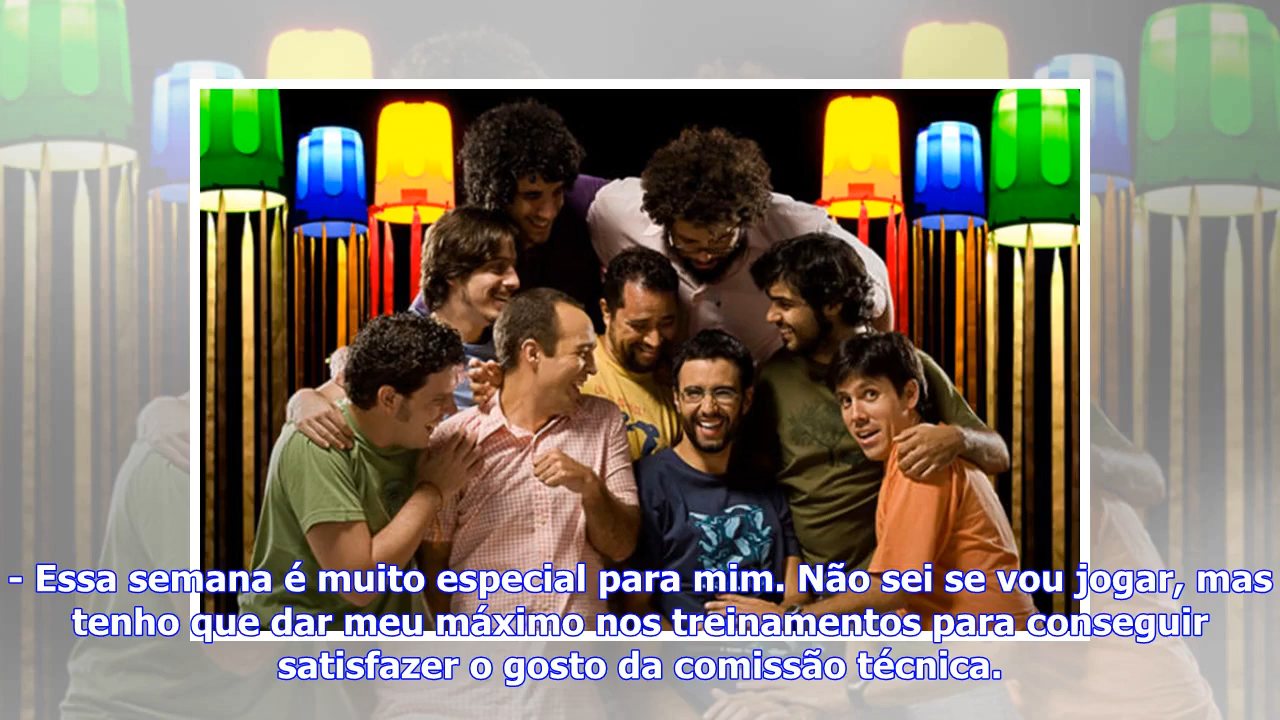 - Essa semana é muito especial para mim. Não sei se vou jogar, mas
tenho que dar meu máximo nos treinamentos para conseguir
satisfazer o gosto da comissão técnica.